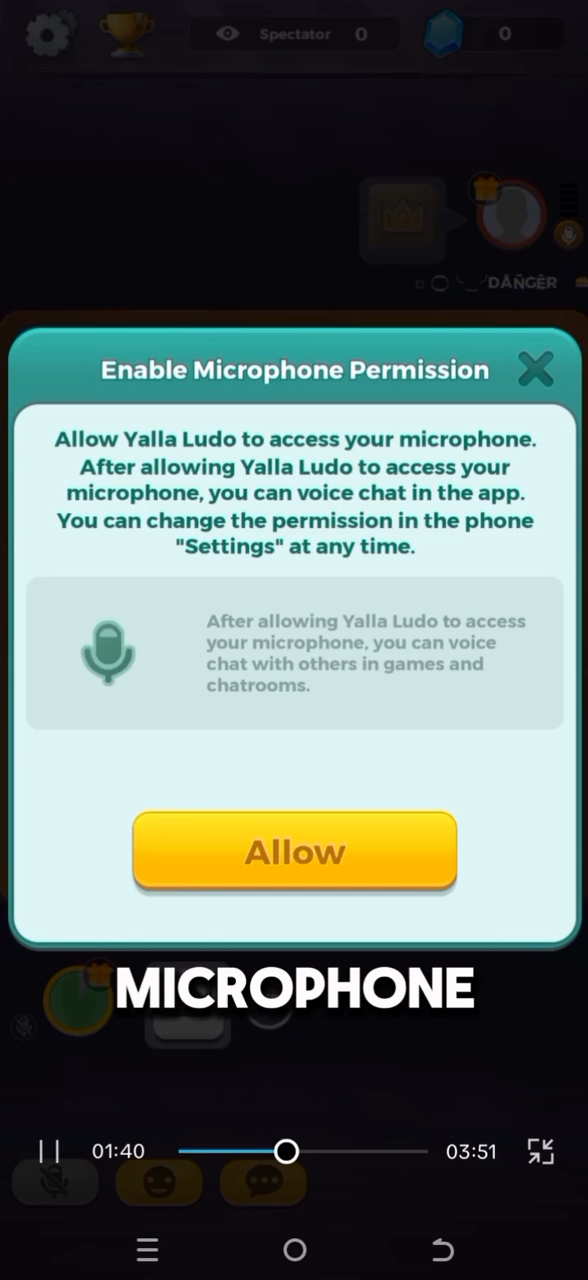 Spectator 0
0
DÂÑGÈR
Enable Microphone Permission
Allow Yalla Ludo to access your microphone.
After allowing Yalla Ludo to access your
microphone, you can voice chat in the app.
You can change the permission in the phone
"Settings" at any time.
After allowing Yalla Ludo to access
your microphone, you can voice
chat with others in games and
chatrooms.
Allow
MICROPHONE
01:40
03:51